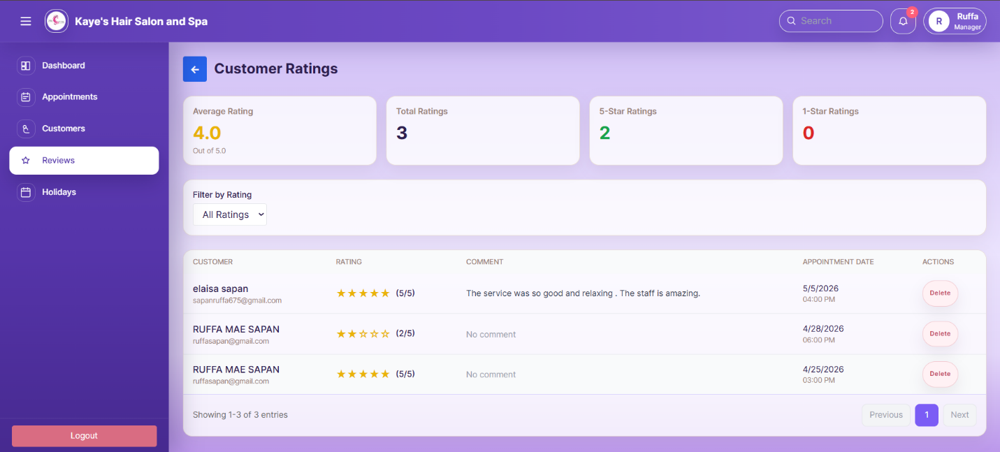 Kaye's Hair Salon and Spa
Search
2
R
Ruffa
Manager
Dashboard
Appointments
Customers
Reviews
Holidays
Logout
Customer Ratings
Average Rating
4.0
Out of 5.0
Total Ratings
3
5-Star Ratings
2
1-Star Ratings
0
Filter by Rating
All Ratings
CUSTOMER RATING COMMENT APPOINTMENT DATE ACTIONS
elaisa sapan
sapanruffa675@gmail.com
★★★★★ (5/5)
The service was so good and relaxing . The staff is amazing.
5/5/2026
04:00 PM
Delete
RUFFA MAE SAPAN
ruffasapan@gmail.com
★★☆☆☆ (2/5)
No comment
4/28/2026
06:00 PM
Delete
RUFFA MAE SAPAN
ruffasapan@gmail.com
★★★★★ (5/5)
No comment
4/25/2026
03:00 PM
Delete
Showing 1-3 of 3 entries
Previous 1 Next